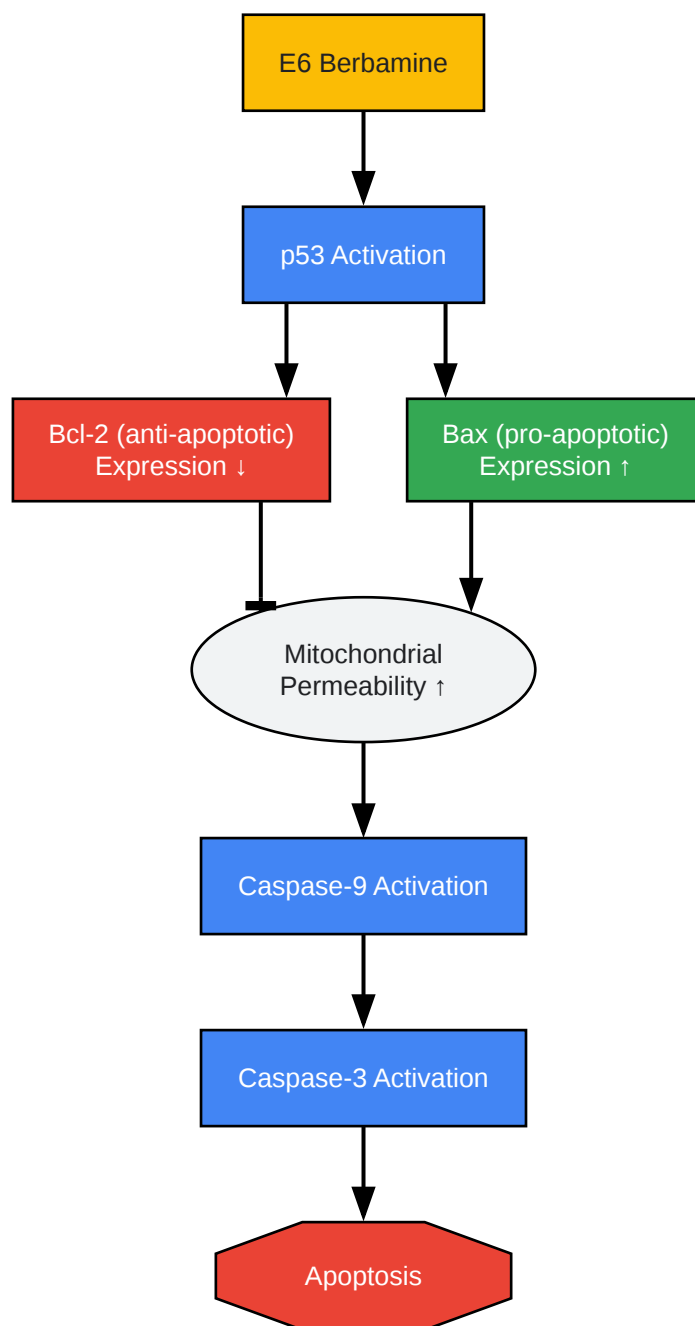 E6 Berbamine
p53 Activation
Bcl-2 (anti-apoptotic)
Expression ↓
Bax (pro-apoptotic)
Expression ↑
Mitochondrial
Permeability ↑
Caspase-9 Activation
Caspase-3 Activation
Apoptosis